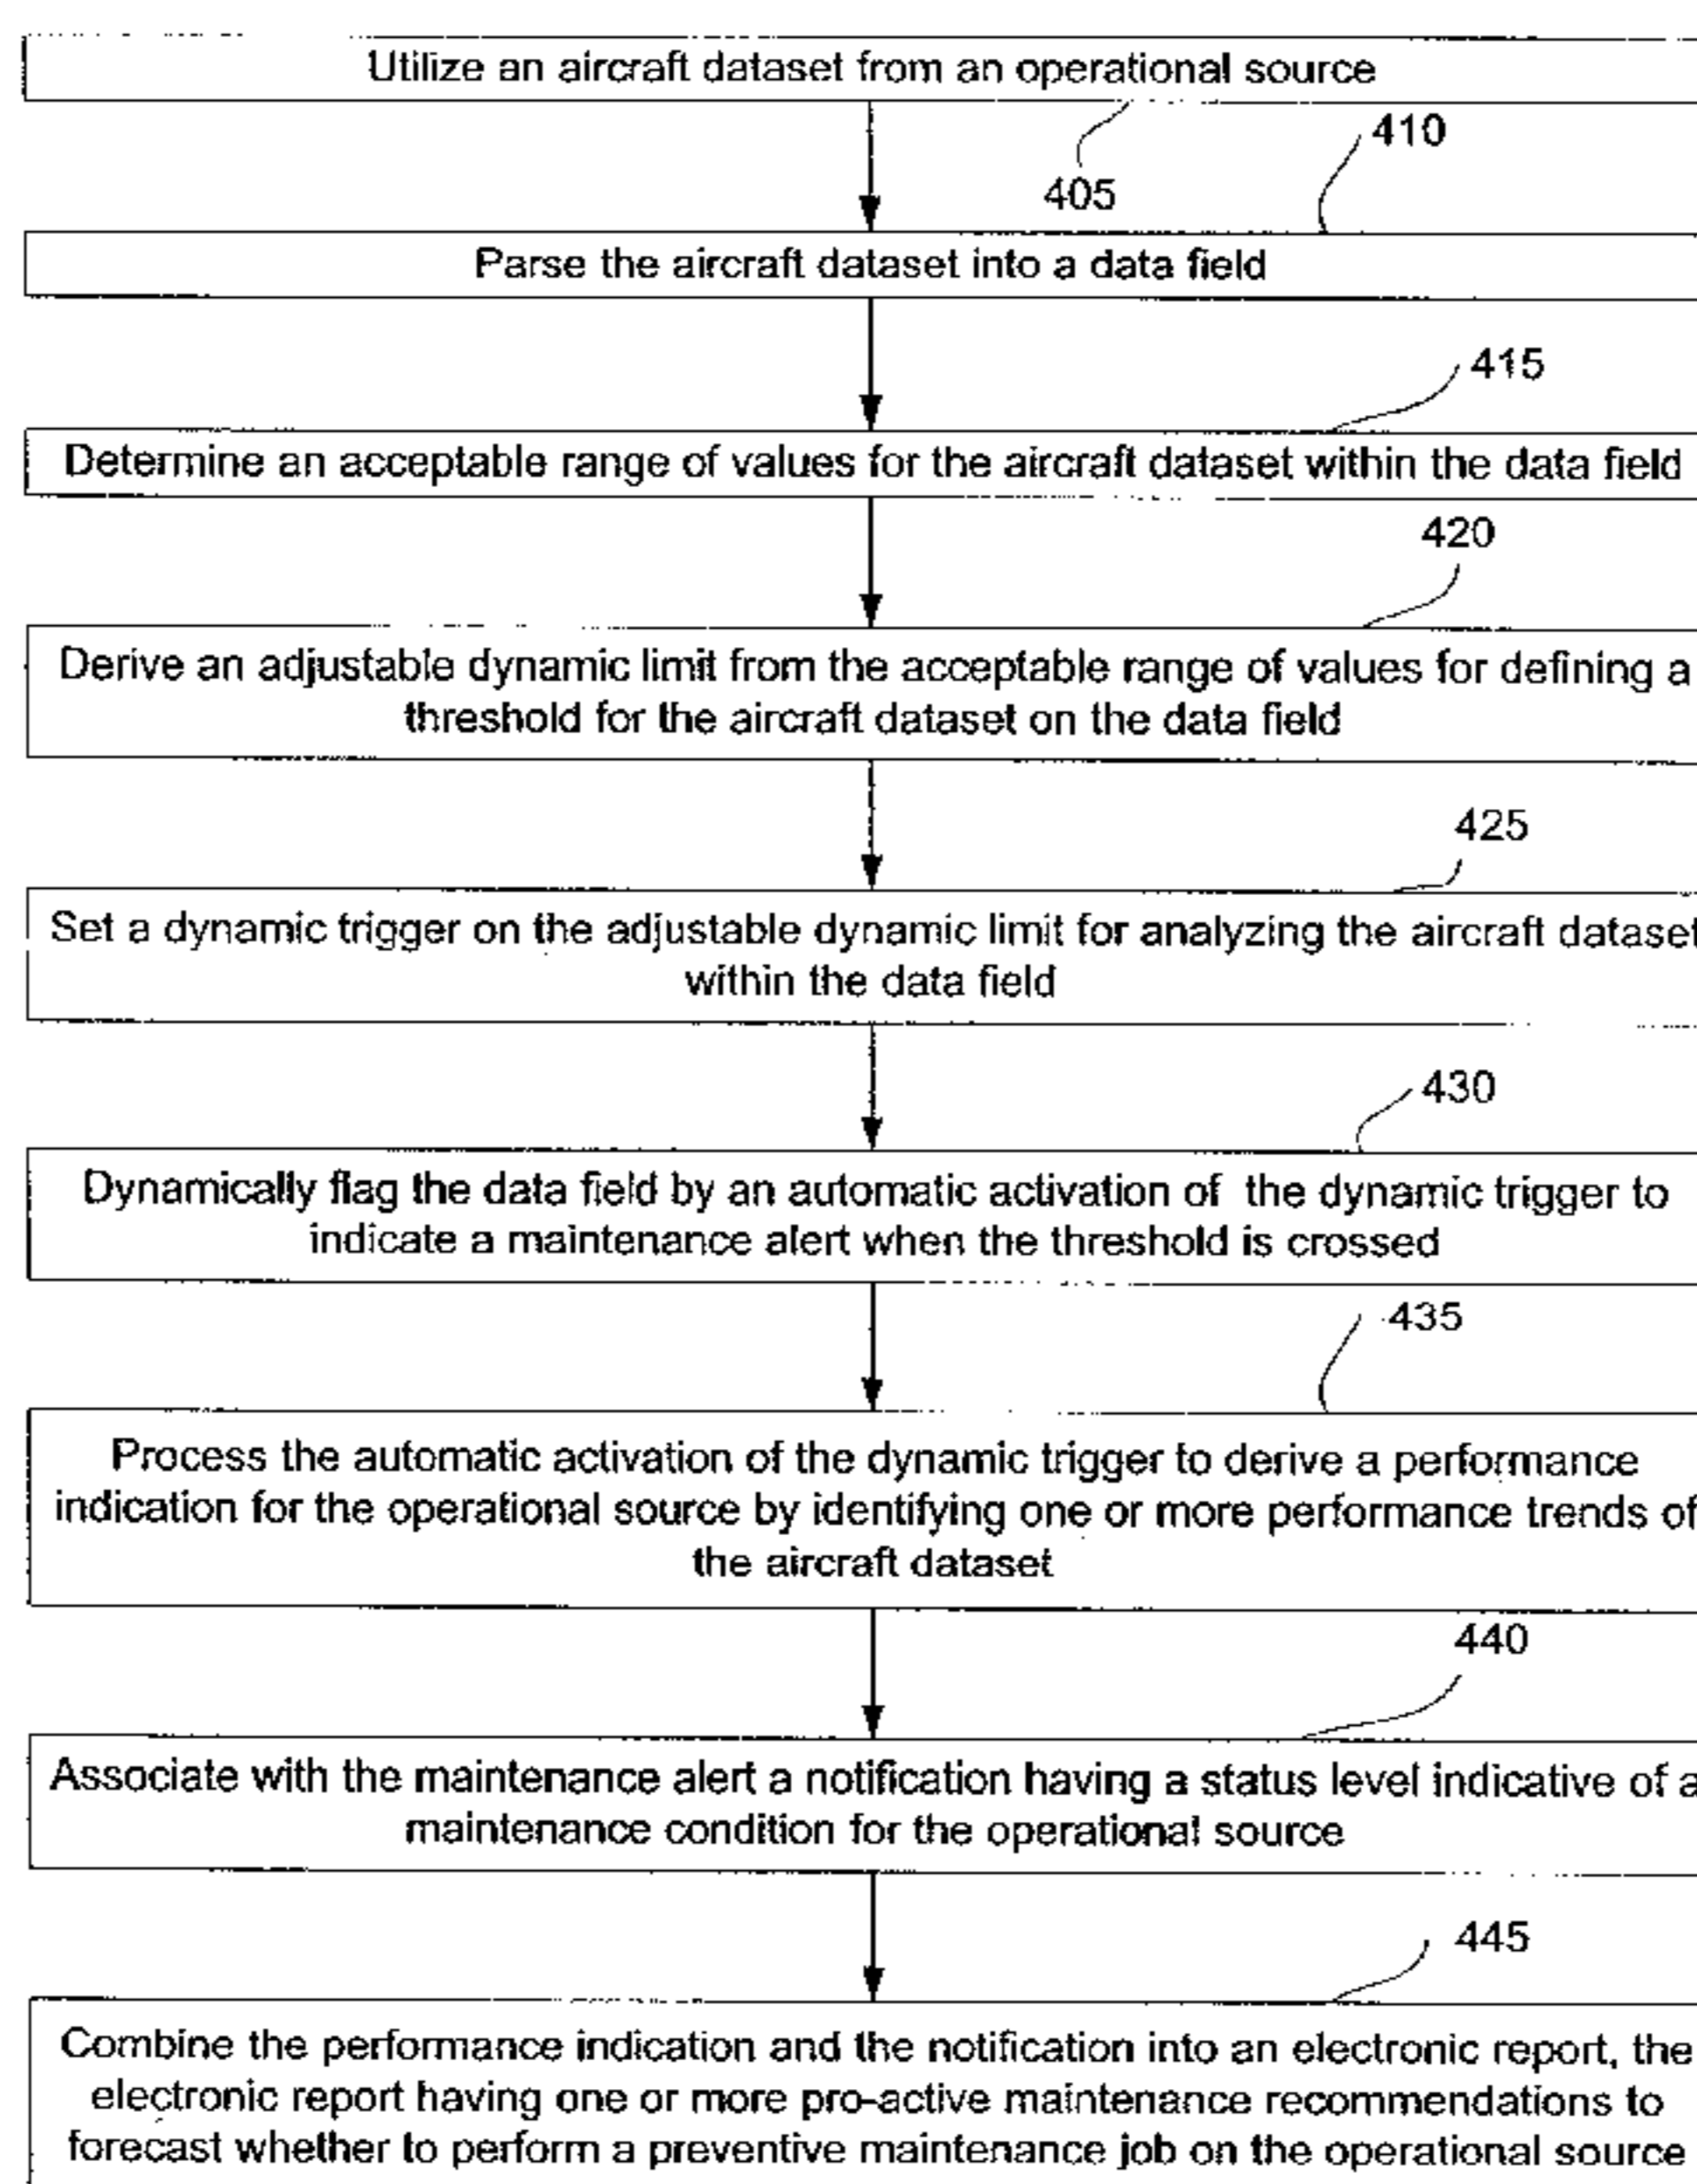 Utilize an aircraft dataset from an operational source
405
410
Parse the aircraft dataset into a data field
415
Determine an acceptable range of values for the aircraft dataset within the data field
420
Derive an adjustable dynamic limit from the acceptable range of values for defining a
threshold for the aircraft dataset on the data field
425
Set a dynamic trigger on the adjustable dynamic limit for analyzing the aircraft dataset
within the data field
430
Dynamically flag the data field by an automatic activation of the dynamic trigger to
indicate a maintenance alert when the threshold is crossed
435
Process the automatic activation of the dynamic trigger to derive a performance
indication for the operational source by identifying one or more performance trends of
the aircraft dataset
440
Associate with the maintenance alert a notification having a status level indicative of a
maintenance condition for the operational source
445
Combine the performance indication and the notification into an electronic report, the
electronic report having one or more pro-active maintenance recommendations to
forecast whether to perform a preventive maintenance job on the operational source